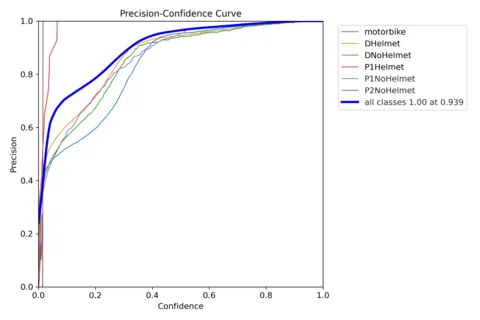 Precision-Confidence Curve
1.0
0.8
0.6
0.4
0.2
0.0
Precision
0.0 0.2 0.4 0.6 0.8 1.0
Confidence
motorbike
DHelmet
DNoHelmet
P1Helmet
P1NoHelmet
P2NoHelmet
all classes 1.00 at 0.939